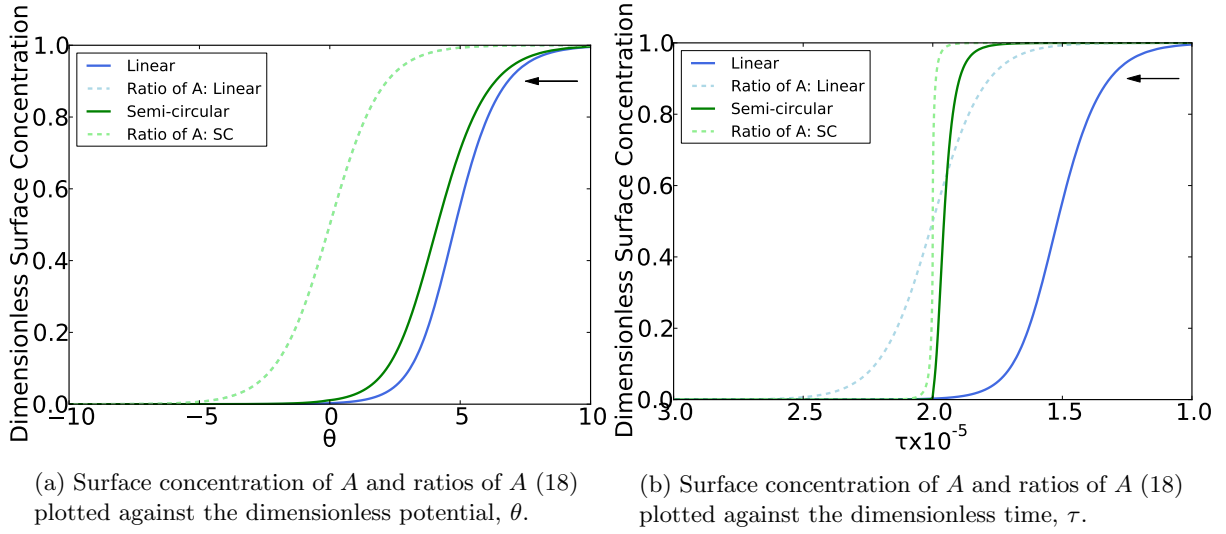 Dimensionless Surface Concentration
1.0
0.8
0.6
0.4
0.2
0.0
Linear
Ratio of A: Linear
Semi-circular
Ratio of A: SC
−10
−5
0
5
10
θ
(a) Surface concentration of A and ratios of A (18)
plotted against the dimensionless potential, θ.
Dimensionless Surface Concentration
1.0
0.8
0.6
0.4
0.2
0.0
Linear
Ratio of A: Linear
Semi-circular
Ratio of A: SC
3.0
2.5
2.0
1.5
1.0
τx10⁻⁵
(b) Surface concentration of A and ratios of A (18)
plotted against the dimensionless time, τ.